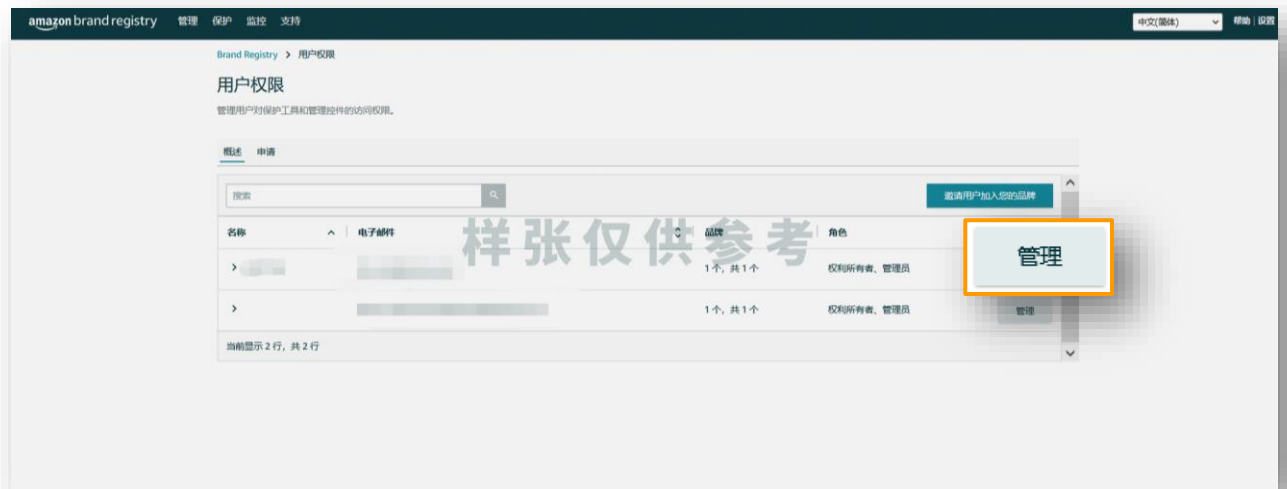 amazon brand registry 管理 保护 监控 支持 中文(简体) 帮助 | 设置
Brand Registry > 用户权限
用户权限
管理用户对保护工具和管理控件的访问权限。
概述 申请
搜索 邀请用户加入您的品牌
名称 电子邮件 品牌 角色
样张仅供参考
管理
1个，共1个 权利所有者、管理员
1个，共1个 权利所有者、管理员 管理
当前显示2行，共2行